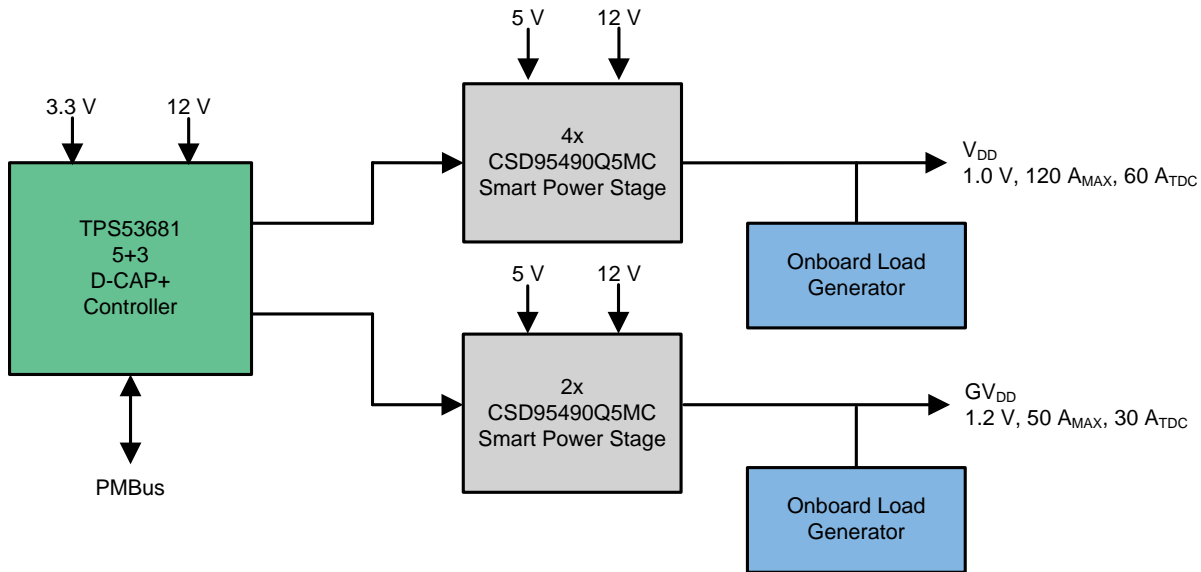 5 V
12 V
3.3 V
12 V
4x
CSD95490Q5MC
Smart Power Stage
VDD
1.0 V, 120 AMAX, 60 ATDC
TPS53681
5+3
D-CAP+
Controller
Onboard Load
Generator
5 V
12 V
2x
CSD95490Q5MC
Smart Power Stage
GVDD
1.2 V, 50 AMAX, 30 ATDC
PMBus
Onboard Load
Generator